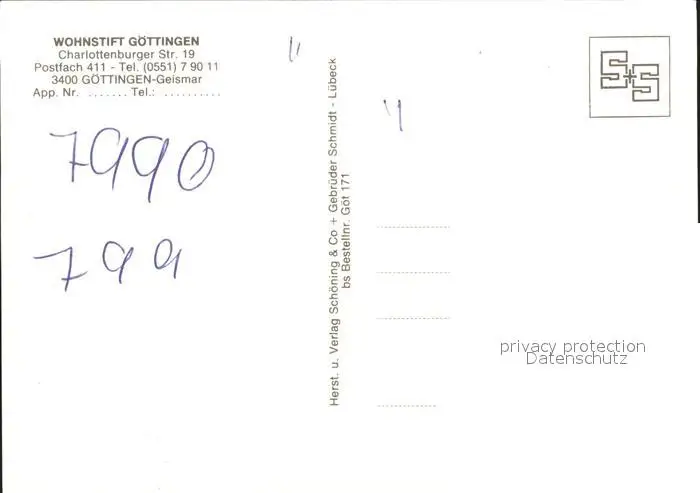 WOHNSTIFT GÖTTINGEN
Charlottenburger Str. 19
Postfach 411 - Tel. (0551) 7 90 11
3400 GÖTTINGEN-Geismar
App. Nr. ....... Tel.: ..........
7990
799
Herst. u. Verlag Schöning & Co + Gebrüder Schmidt - Lübeck
bs Bestellnr. Göt 171
S+S
privacy protection
Datenschutz